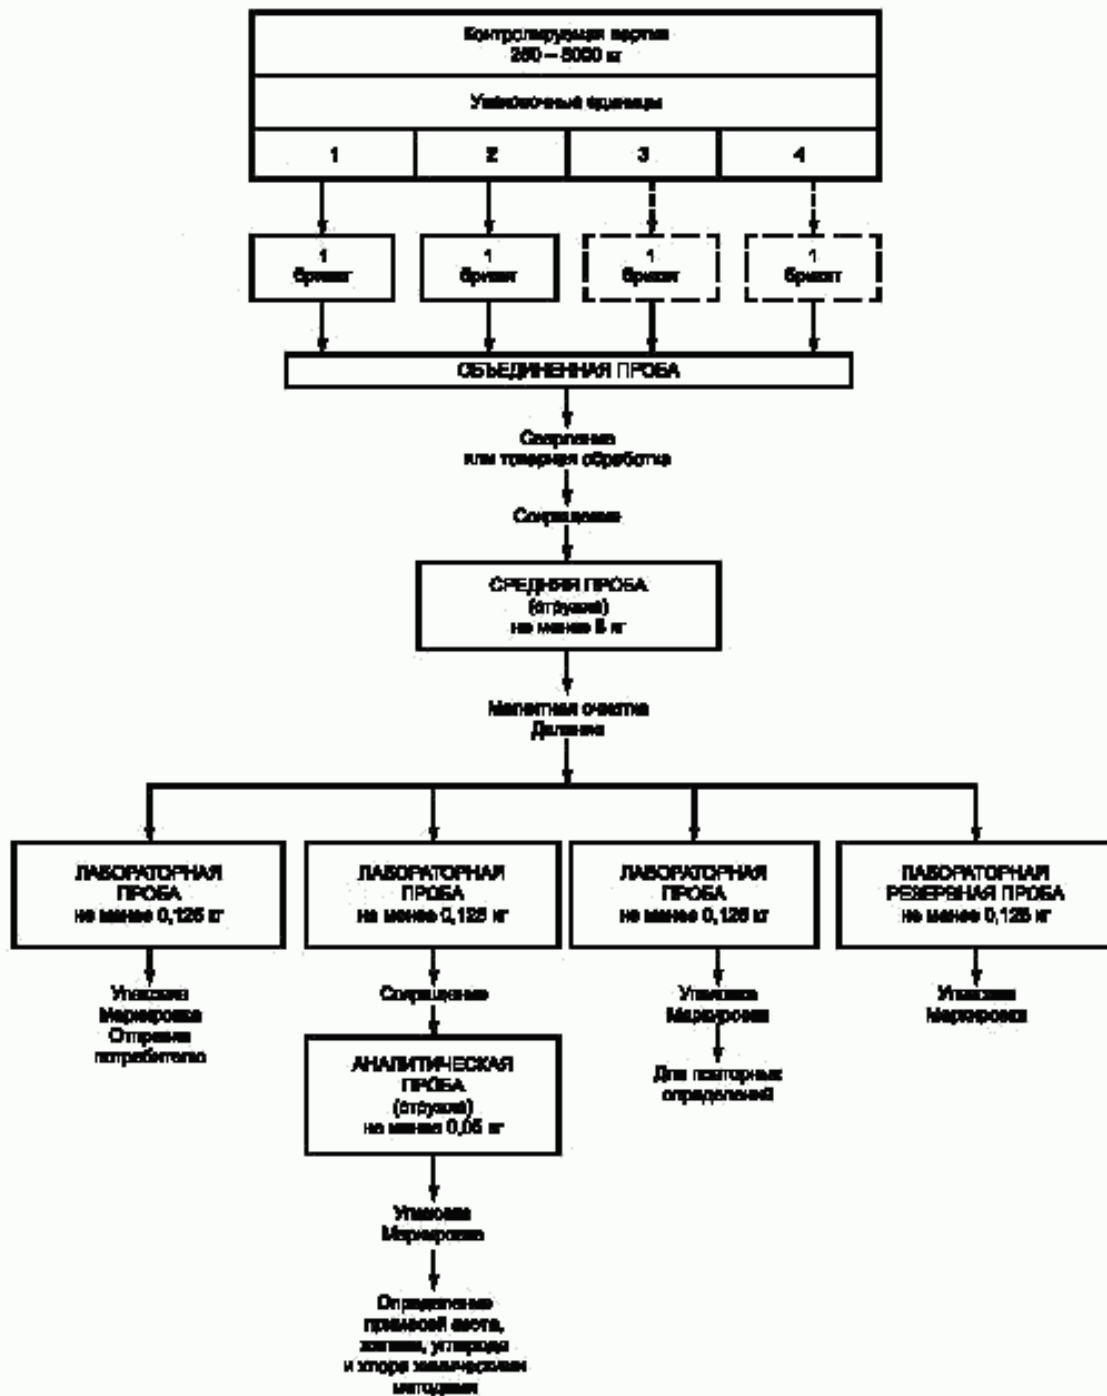 Контролируемая партия
250 – 5000 кг
Упаковочные единицы
1 2 3 4
1 1 1 1
брикет брикет брикет брикет
ОБЪЕДИНЕННАЯ ПРОБА
Сверление
или токарная обработка
Сокращение
СРЕДНЯЯ ПРОБА
(стружка)
не менее кг
Магнитная очистка
Деление
ЛАБОРАТОРНАЯ
ПРОБА
не менее 0,125 кг
ЛАБОРАТОРНАЯ
ПРОБА
не менее 0,125 кг
ЛАБОРАТОРНАЯ
ПРОБА
не менее 0,125 кг
ЛАБОРАТОРНАЯ
РЕЗЕРВНАЯ ПРОБА
не менее 0,125 кг
Упаковка
Маркировка
Отправка
потребителю
Сокращение
Упаковка
Маркировка
Упаковка
Маркировка
АНАЛИТИЧЕСКАЯ
ПРОБА
(стружка)
не менее 0,05 кг
Для повторных
определений
Упаковка
Маркировка
Определение
примесей азота,
железа, углерода
и хлора химическими
методами